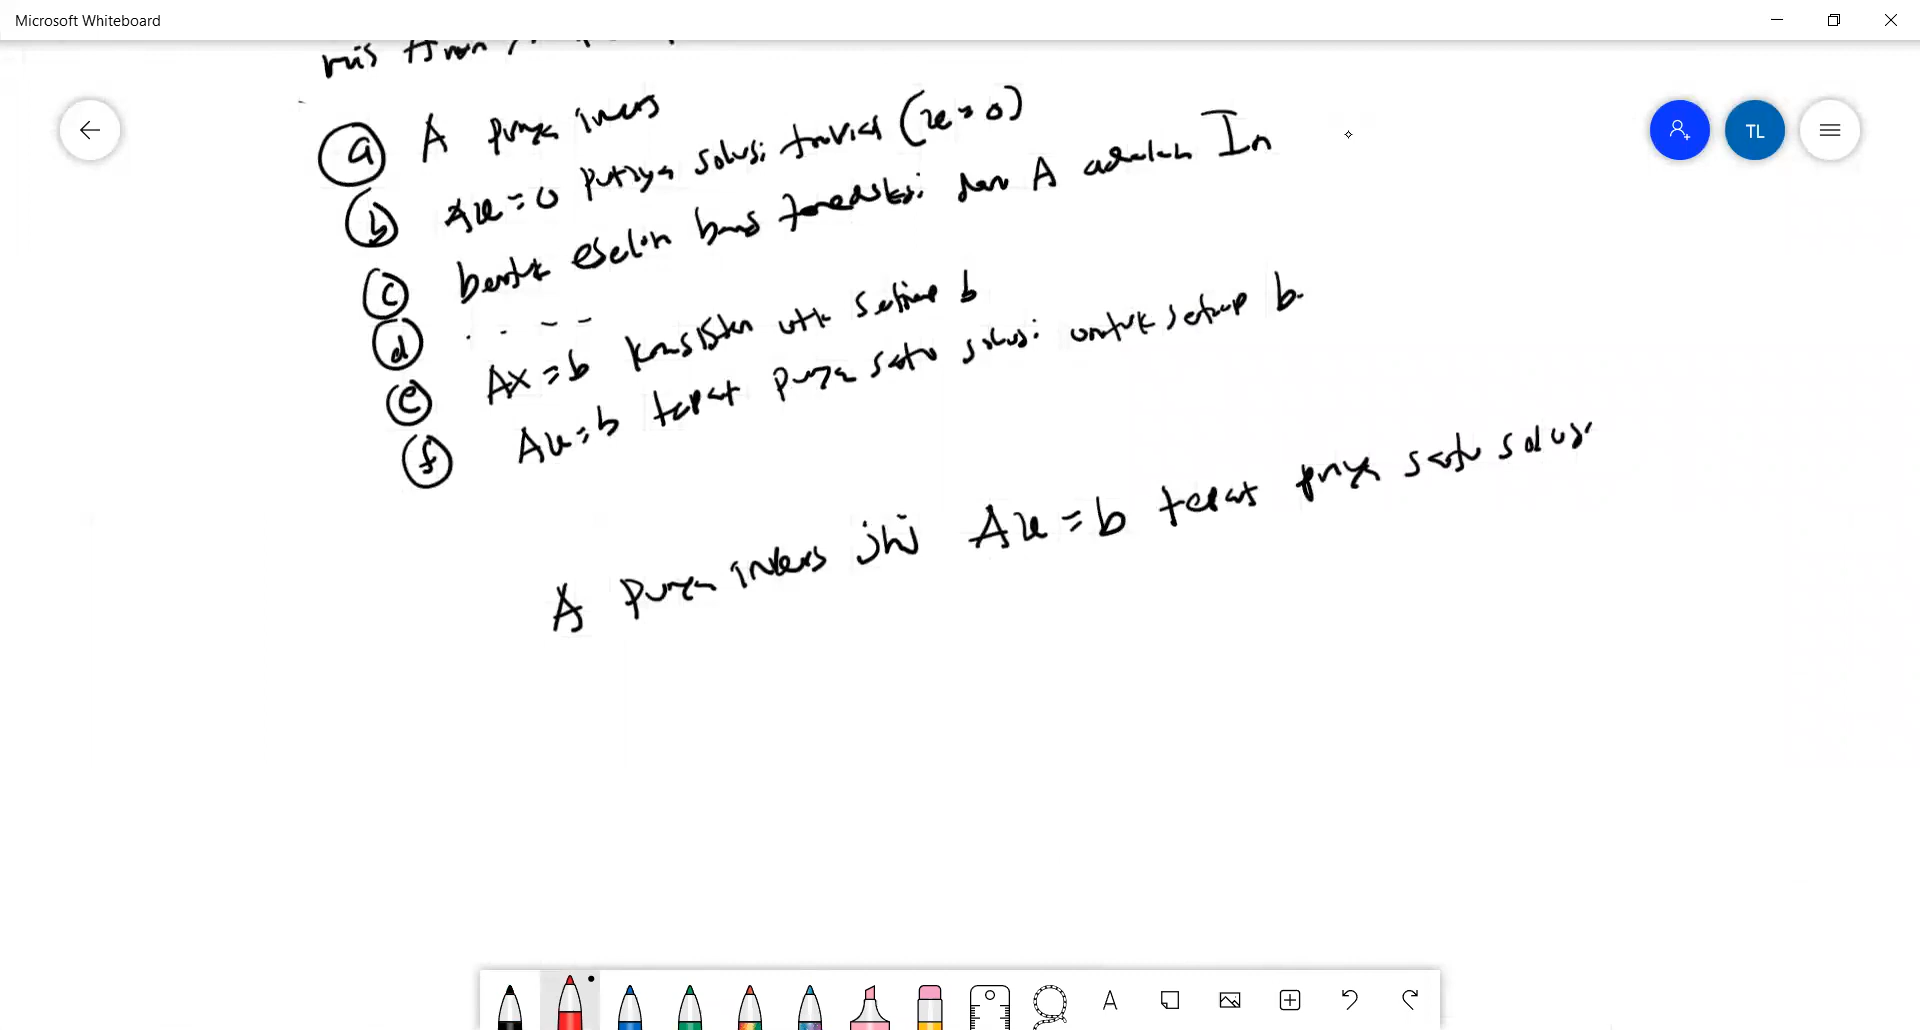 Microsoft Whiteboard
TL
(a) A punya invers
(b) Ax=0 punya solusi trivial (x=0)
(c) bentuk eselon baris tereduksi dari A adalah In
(d) . . - -
(e) Ax=b konsisten utk setiap b
(f) Ax=b tepat punya satu solusi untuk setiap b.
A punya invers jhj Ax=b tepat punya satu solusi
A